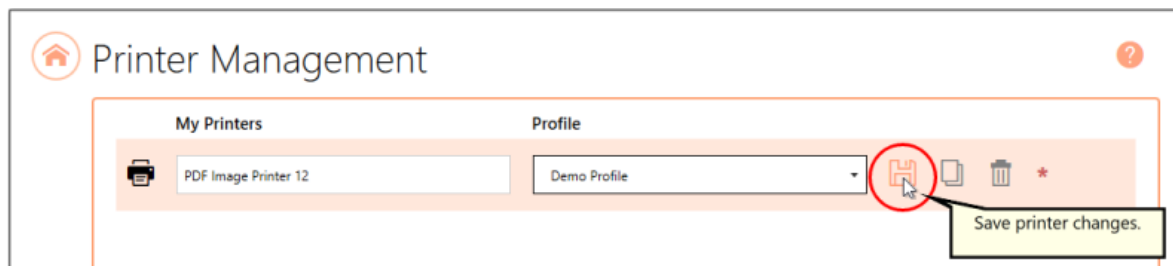 Printer Management
?
My Printers Profile
PDF Image Printer 12 Demo Profile *
Save printer changes.